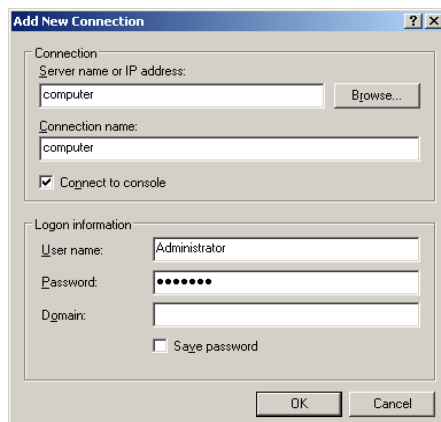 Add New Connection
Connection
Server name or IP address:
computer
Browse...
Connection name:
computer
Connect to console
Logon information
User name:
Administrator
Password:
●●●●●●●
Domain:
Save password
OK
Cancel